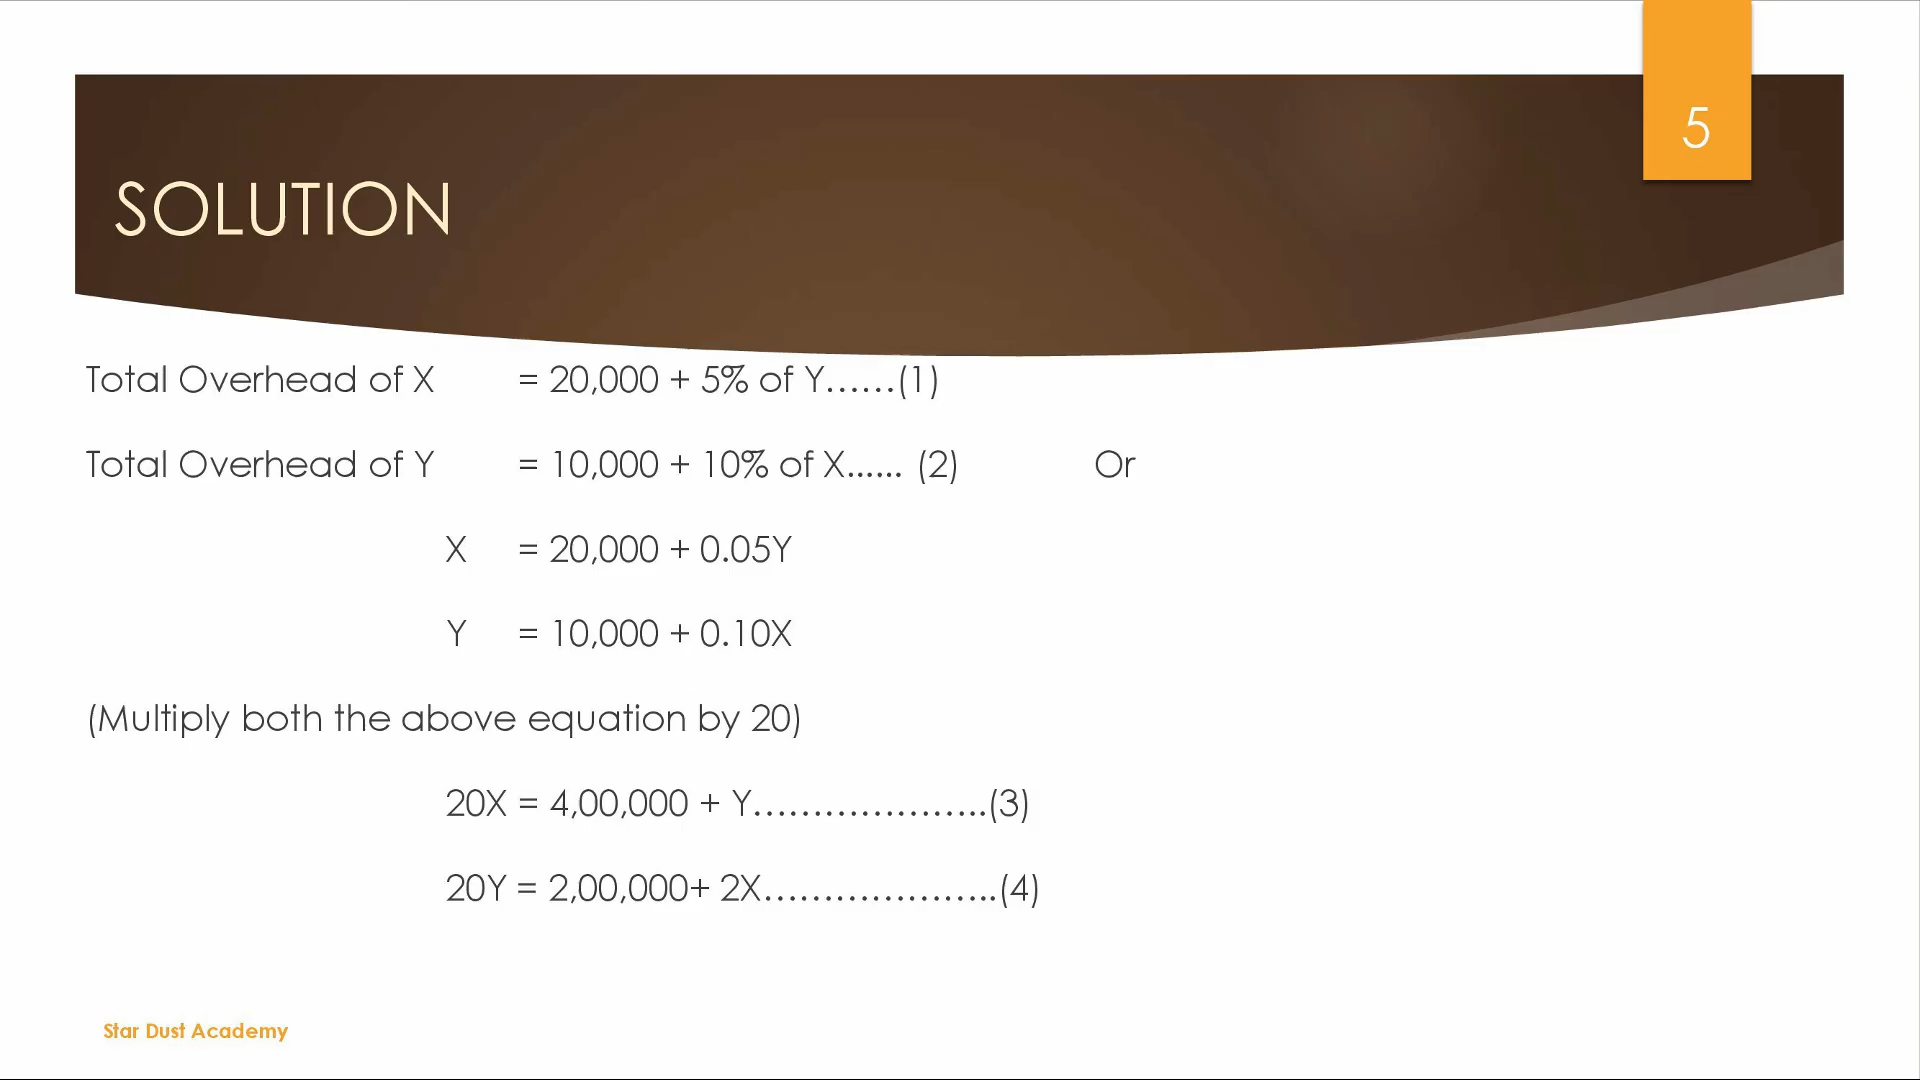 5
SOLUTION
Total Overhead of X = 20,000 + 5% of Y......(1)
Total Overhead of Y = 10,000 + 10% of X...... (2) Or
X = 20,000 + 0.05Y
Y = 10,000 + 0.10X
(Multiply both the above equation by 20)
20X = 4,00,000 + Y………………..(3)
20Y = 2,00,000+ 2X………………..(4)
Star Dust Academy